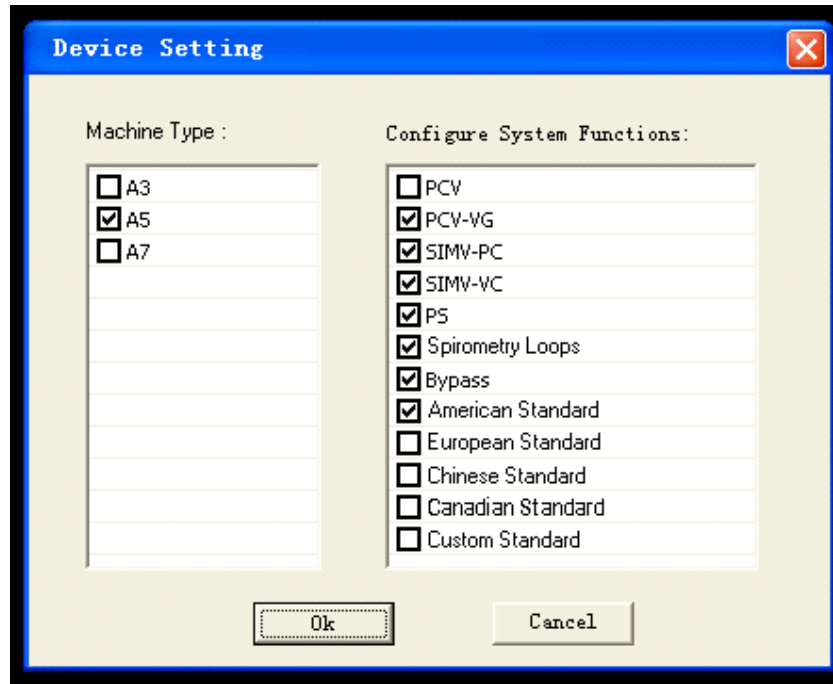 Device Setting
Machine Type :
A3
A5
A7
Configure System Functions:
PCV
PCV-VG
SIMV-PC
SIMV-VC
PS
Spirometry Loops
Bypass
American Standard
European Standard
Chinese Standard
Canadian Standard
Custom Standard
Ok
Cancel